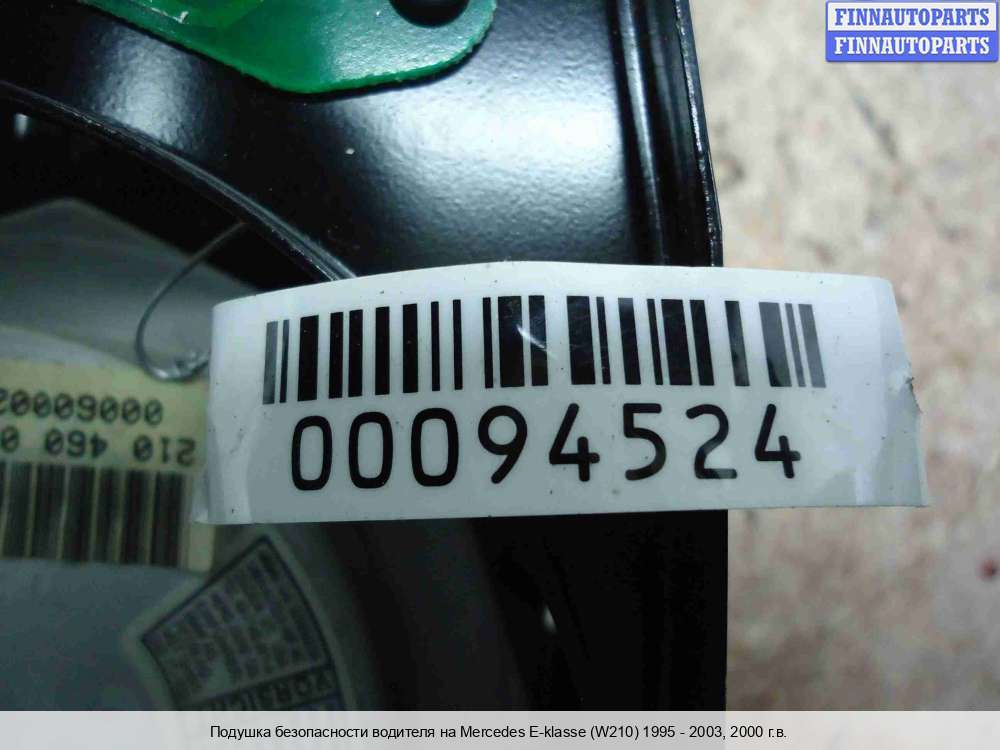 FINNAUTOPARTS
FINNAUTOPARTS
00094524
00060002
210 460 0
Подушка безопасности водителя на Mercedes E-klasse (W210) 1995 - 2003, 2000 г.в.